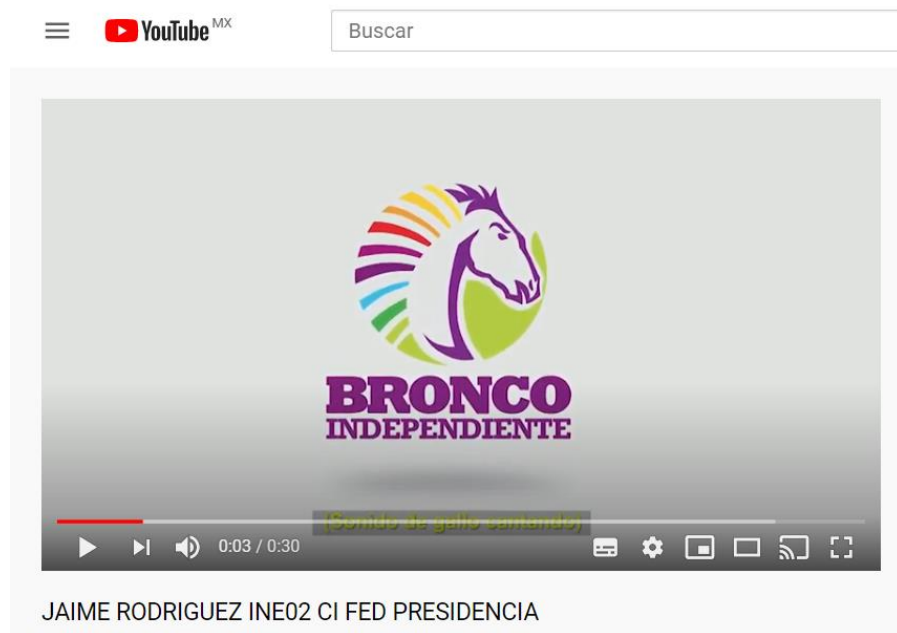 YouTube MX
Buscar
BRONCO
INDEPENDIENTE
(Sonido de gallo cantando)
0:03 / 0:30
JAIME RODRIGUEZ INE02 CI FED PRESIDENCIA